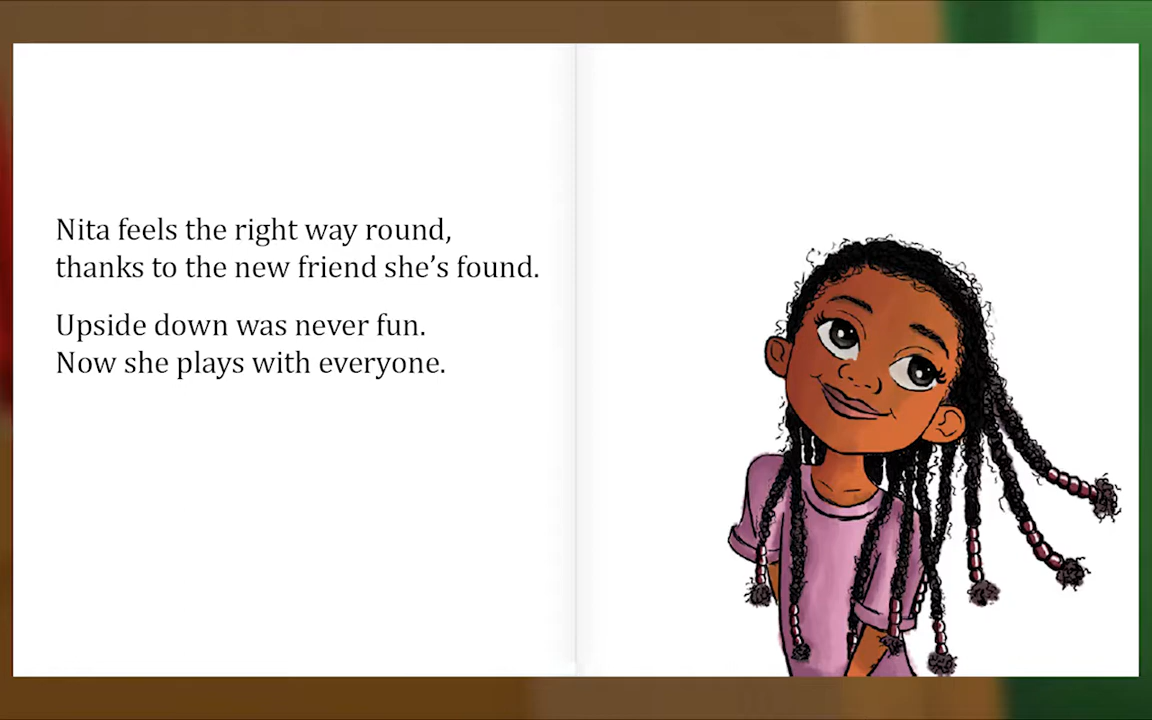 Nita feels the right way round,
thanks to the new friend she’s found.
Upside down was never fun.
Now she plays with everyone.